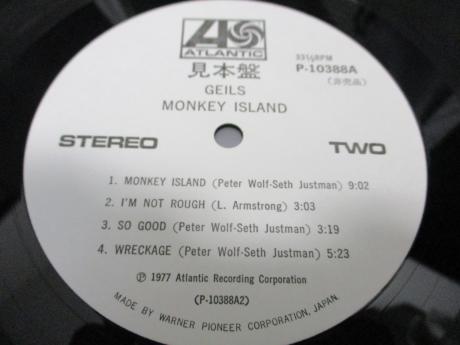 ATLANTIC
33⅓RPM
見本盤
P-10388A
GEILS
(非売品)
MONKEY ISLAND
STEREO
TWO
1. MONKEY ISLAND (Peter Wolf-Seth Justman) 9:02
2. I'M NOT ROUGH (L. Armstrong) 3:03
3. SO GOOD (Peter Wolf-Seth Justman) 3:19
4. WRECKAGE (Peter Wolf-Seth Justman) 5:23
Ⓟ 1977 Atlantic Recording Corporation
(P-10388A2)
MADE BY WARNER PIONEER CORPORATION, JAPAN.